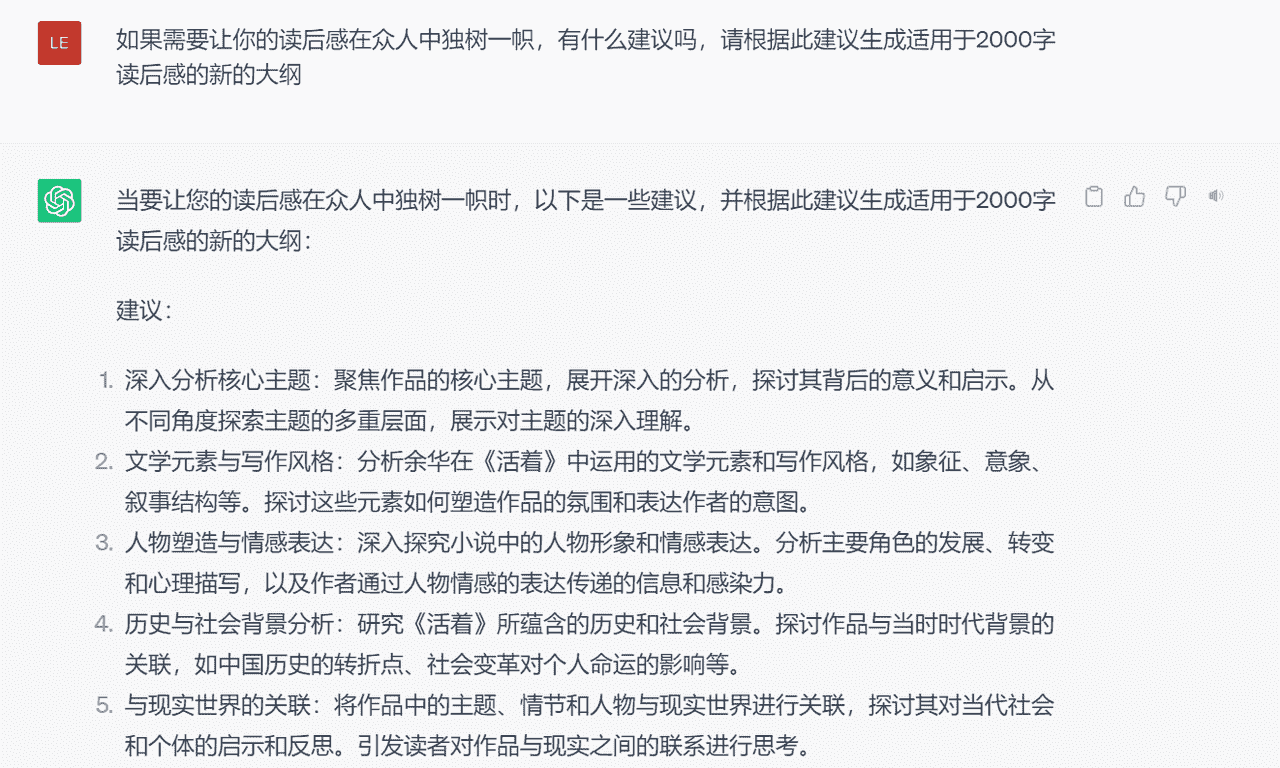 LE
如果需要让你的读后感在众人中独树一帜，有什么建议吗，请根据此建议生成适用于2000字
读后感的新的大纲
当要让您的读后感在众人中独树一帜时，以下是一些建议，并根据此建议生成适用于2000字
读后感的新的大纲：
建议：
1. 深入分析核心主题：聚焦作品的核心主题，展开深入的分析，探讨其背后的意义和启示。从
不同角度探索主题的多重层面，展示对主题的深入理解。
2. 文学元素与写作风格：分析余华在《活着》中运用的文学元素和写作风格，如象征、意象、
叙事结构等。探讨这些元素如何塑造作品的氛围和表达作者的意图。
3. 人物塑造与情感表达：深入探究小说中的人物形象和情感表达。分析主要角色的发展、转变
和心理描写，以及作者通过人物情感的表达传递的信息和感染力。
4. 历史与社会背景分析：研究《活着》所蕴含的历史和社会背景。探讨作品与当时时代背景的
关联，如中国历史的转折点、社会变革对个人命运的影响等。
5. 与现实世界的关联：将作品中的主题、情节和人物与现实世界进行关联，探讨其对当代社会
和个体的启示和反思。引发读者对作品与现实之间的联系进行思考。